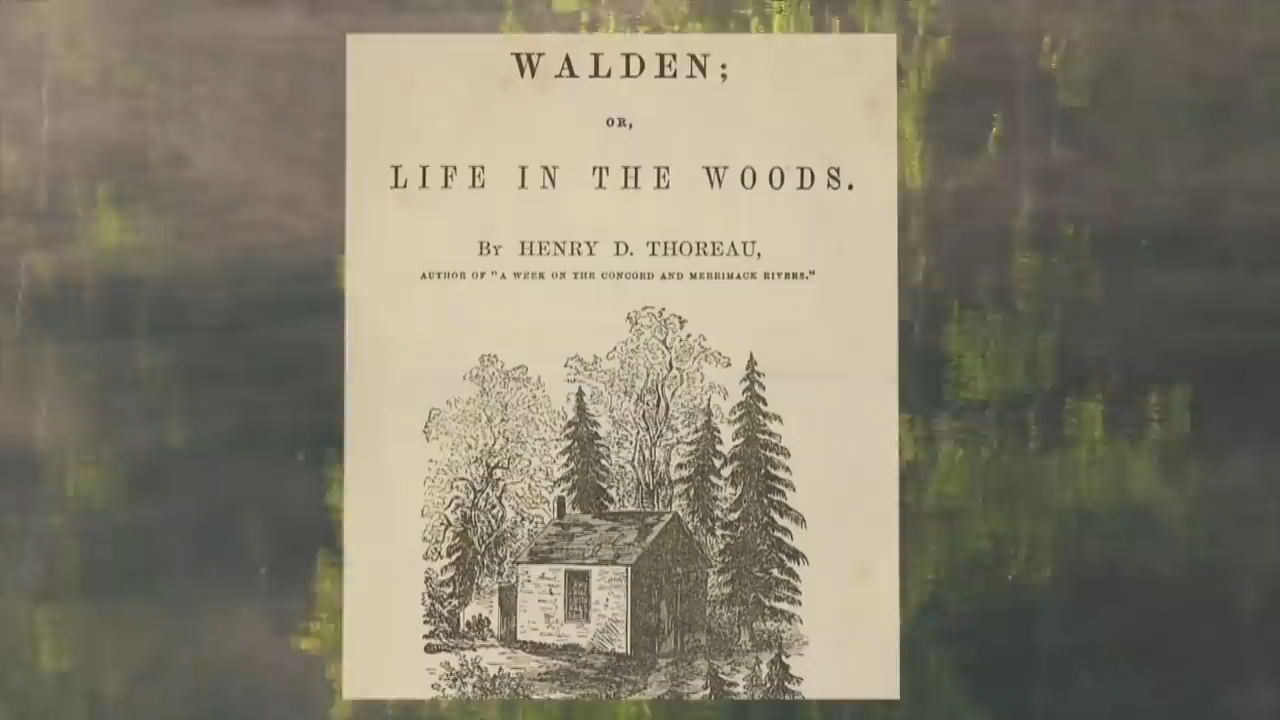 WALDEN;
OR,
LIFE IN THE WOODS.
BY HENRY D. THOREAU,
AUTHOR OF "A WEEK ON THE CONCORD AND MERRIMACK RIVERS."